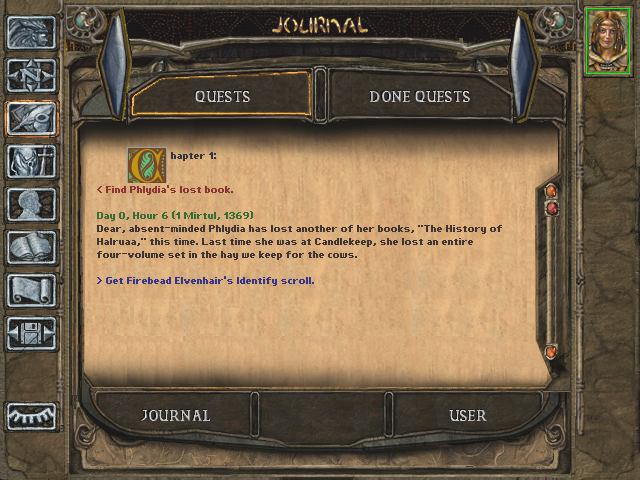 JOURNAL
QUESTS
DONE QUESTS
Chapter 1:
< Find Phlydia's lost book.
Day 0, Hour 6 (1 Mirtul, 1369)
Dear, absent-minded Phlydia has lost another of her books, "The History of
Halruaa," this time. Last time she was at Candlekeep, she lost an entire
four-volume set in the hay we keep for the cows.
> Get Firebead Elvenhair's Identify scroll.
JOURNAL
USER